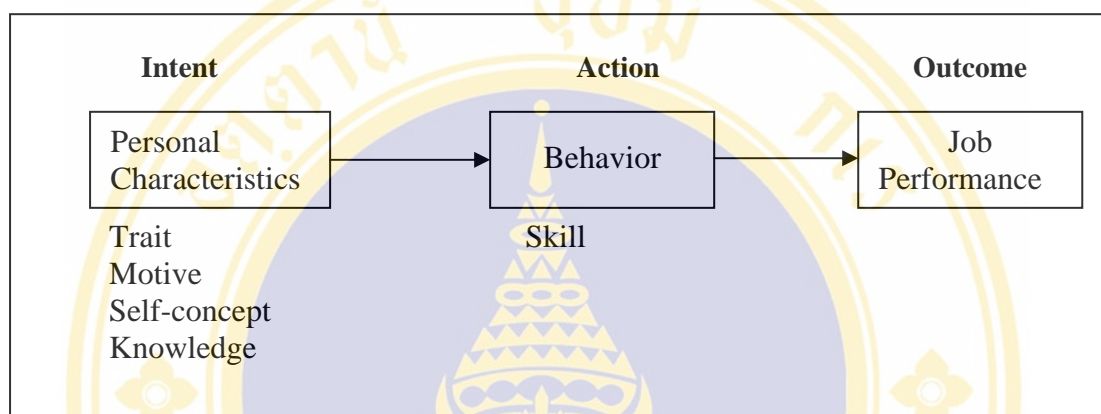 Intent Action Outcome
Personal
Characteristics
Behavior
Job
Performance
Trait
Motive
Self-concept
Knowledge
Skill